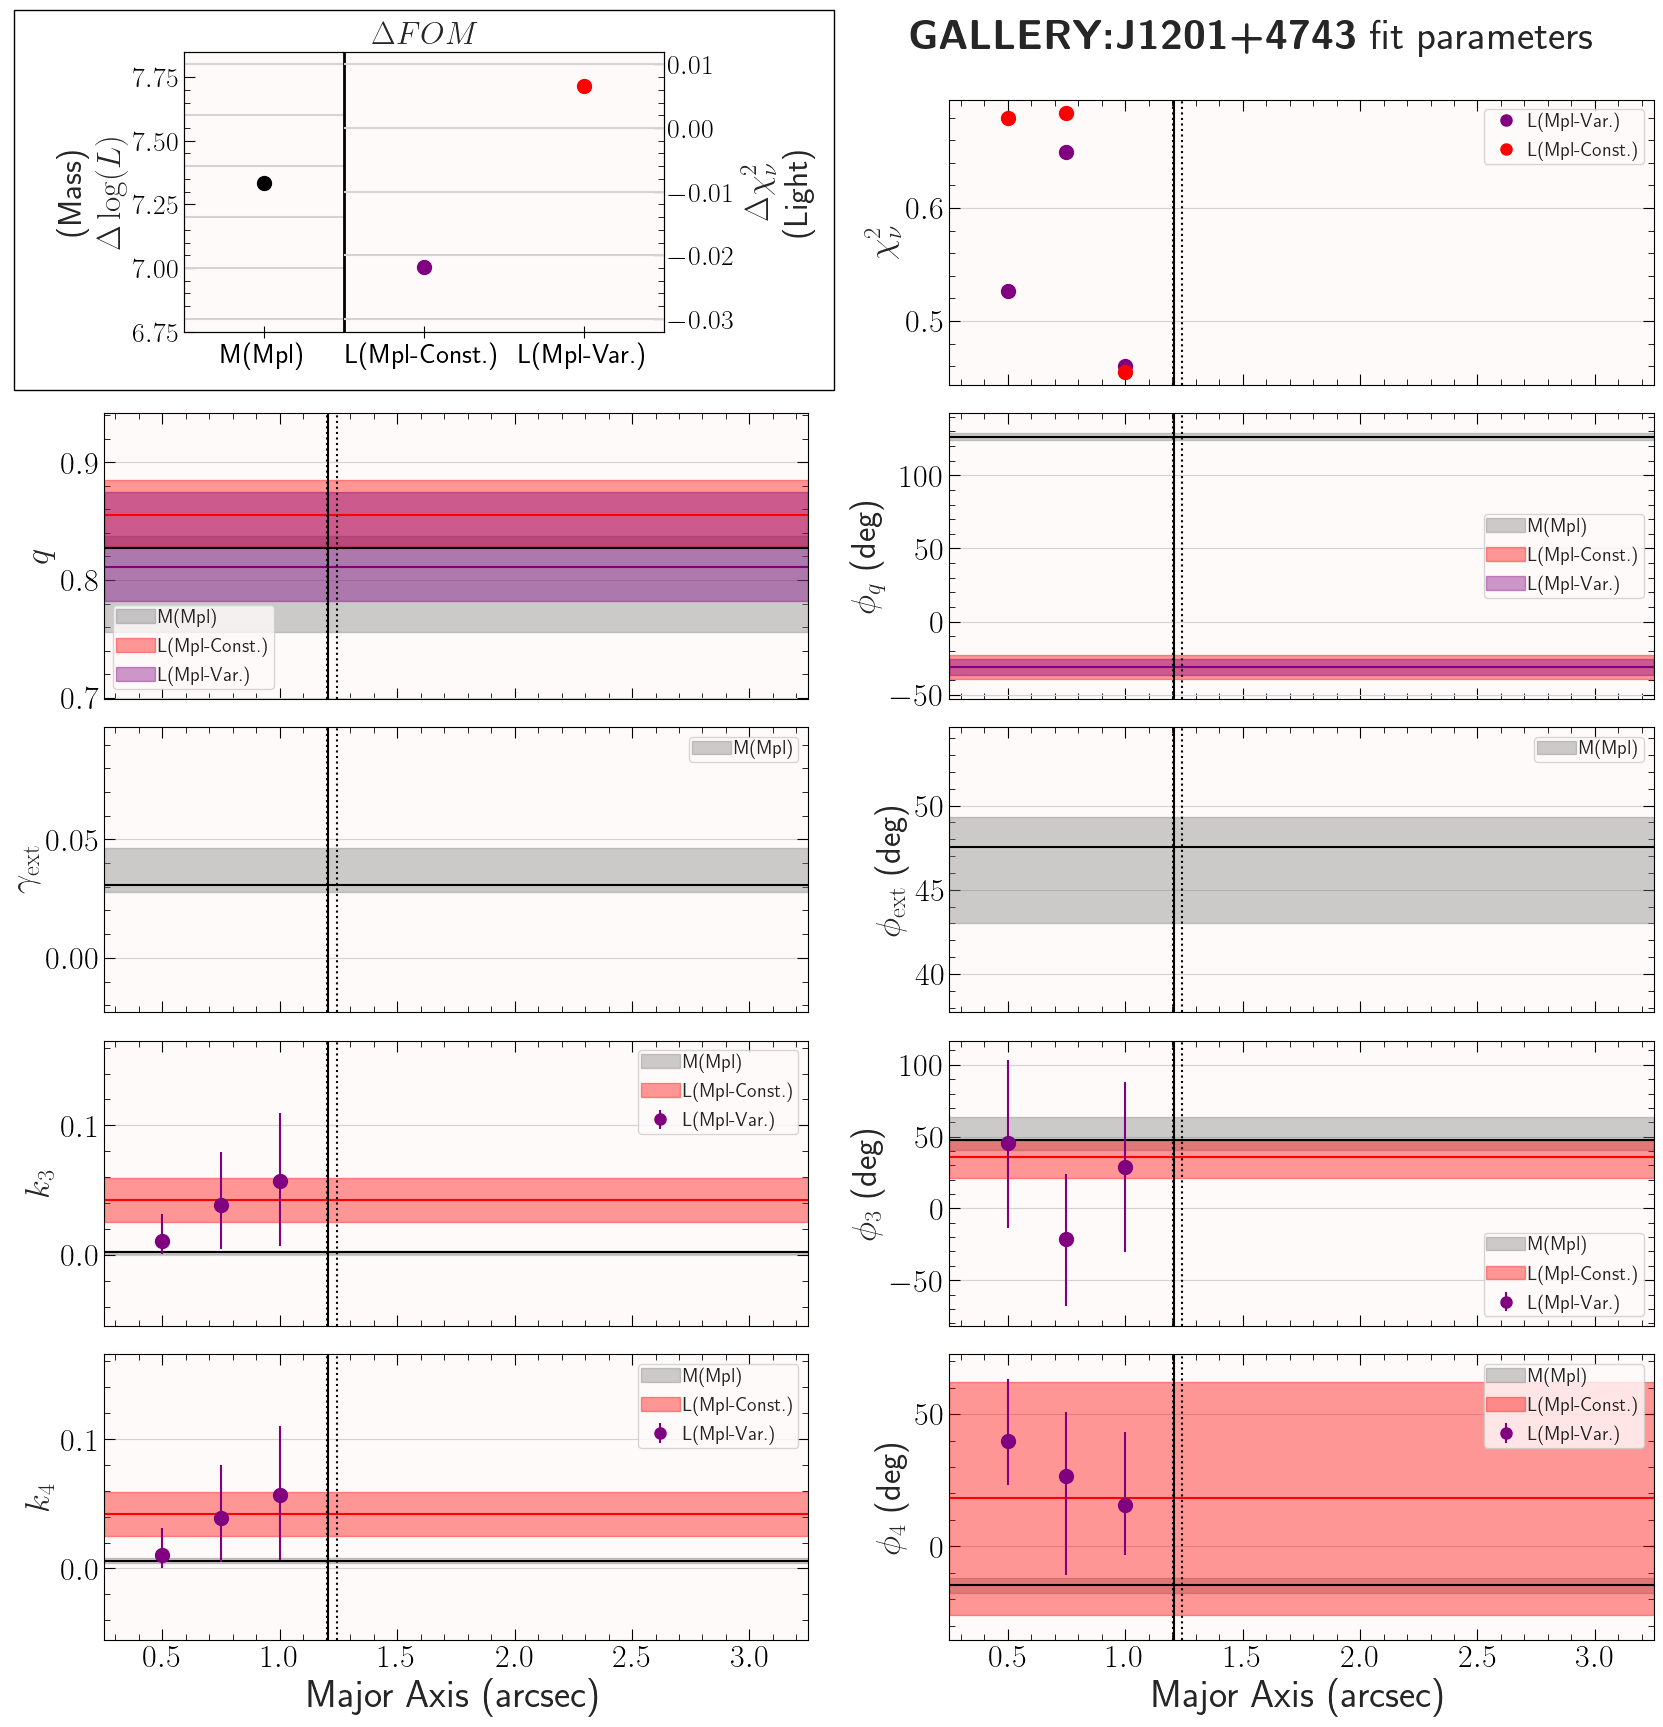 GALLERY:J1201+4743 fit parameters
ΔFOM
(Mass)
Δ log(L)
7.75
7.50
7.25
7.00
6.75
0.01
0.00
−0.01
−0.02
−0.03
Δχ²ν
(Light)
M(Mpl) L(Mpl-Const.) L(Mpl-Var.)
χ²ν
0.6
0.5
L(Mpl-Var.)
L(Mpl-Const.)
q
0.9
0.8
0.7
M(Mpl)
L(Mpl-Const.)
L(Mpl-Var.)
ϕq (deg)
100
50
0
−50
M(Mpl)
L(Mpl-Const.)
L(Mpl-Var.)
γext
0.05
0.00
M(Mpl)
ϕext (deg)
50
45
40
M(Mpl)
k3
0.1
0.0
M(Mpl)
L(Mpl-Const.)
L(Mpl-Var.)
ϕ3 (deg)
100
50
0
−50
M(Mpl)
L(Mpl-Const.)
L(Mpl-Var.)
k4
0.1
0.0
M(Mpl)
L(Mpl-Const.)
L(Mpl-Var.)
0.5 1.0 1.5 2.0 2.5 3.0
Major Axis (arcsec)
ϕ4 (deg)
50
0
M(Mpl)
L(Mpl-Const.)
L(Mpl-Var.)
0.5 1.0 1.5 2.0 2.5 3.0
Major Axis (arcsec)